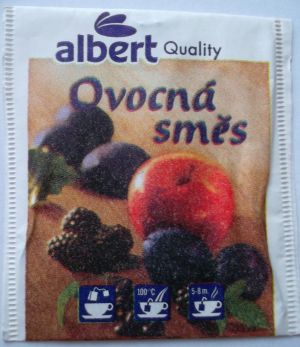 albert Quality
Ovocná
směs
100°C 5-8 m.